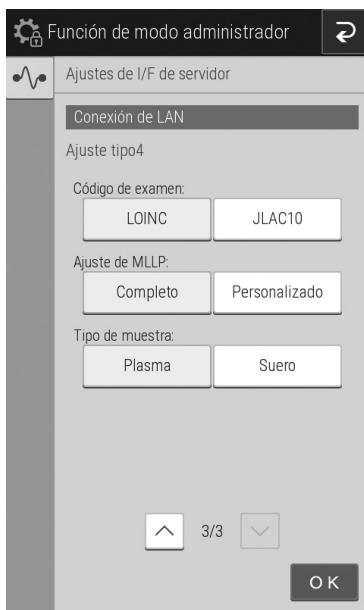 Función de modo administrador
Ajustes de I/F de servidor
Conexión de LAN
Ajuste tipo4
Código de examen:
LOINC JLAC10
Ajuste de MLLP:
Completo Personalizado
Tipo de muestra:
Plasma Suero
3/3
OK